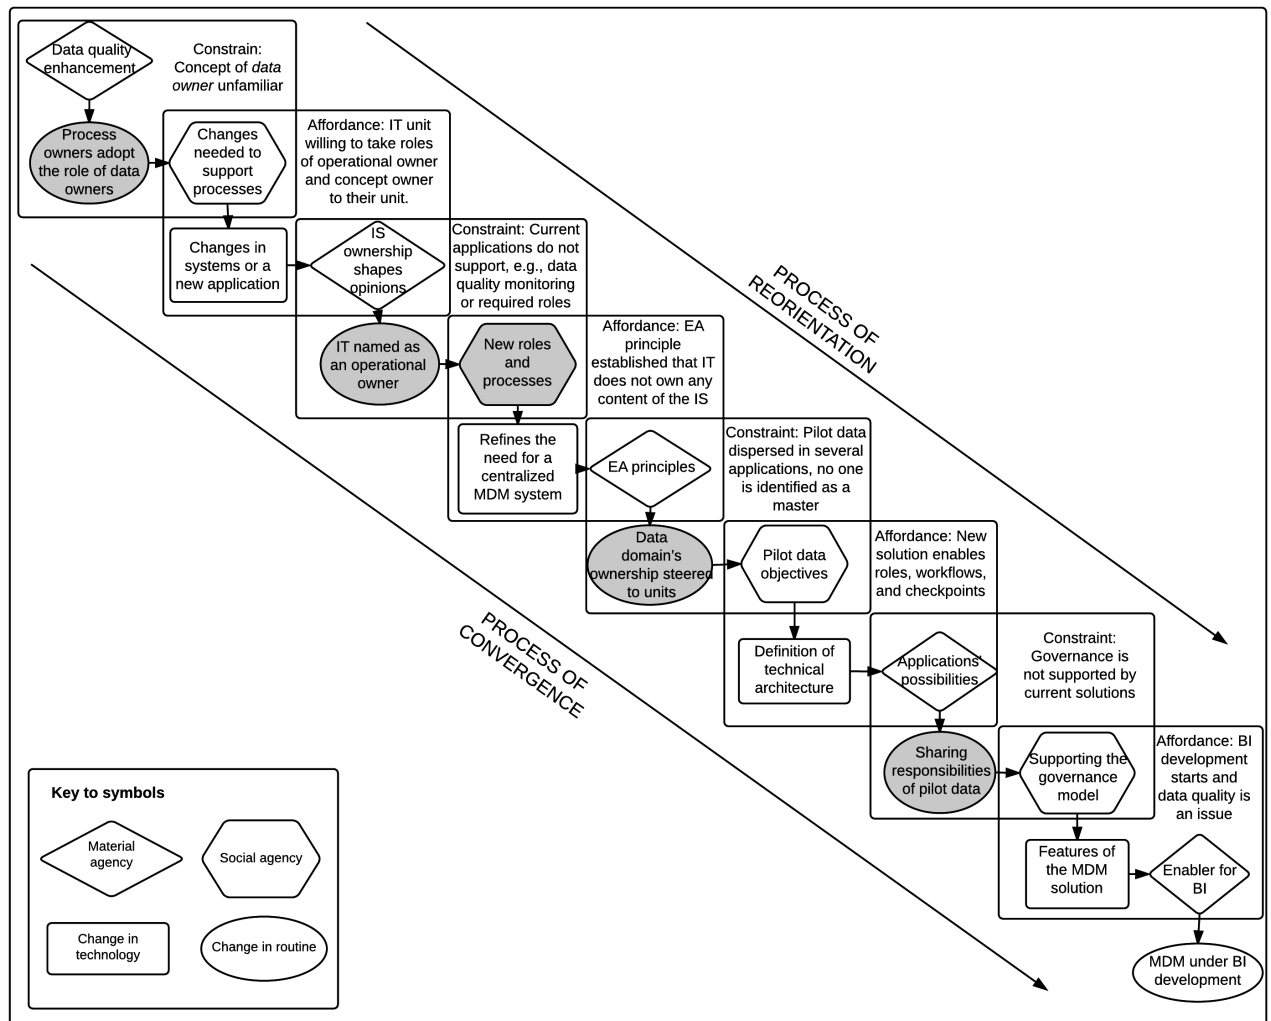 Data quality
enhancement
Constrain:
Concept of data
owner unfamiliar
Process
owners adopt
the role of data
owners
Changes
needed to
support
processes
Affordance: IT unit
willing to take roles
of operational owner
and concept owner
to their unit.
Changes in
systems or a
new application
IS
ownership
shapes
opinions
Constraint: Current
applications do not
support, e.g., data
quality monitoring
or required roles
IT named as
an operational
owner
New roles
and
processes
Affordance: EA
principle
established that IT
does not own any
content of the IS
Refines the
need for a
centralized
MDM system
EA principles
Constraint: Pilot data
dispersed in several
applications, no one
is identified as a
master
Data
domain's
ownership steered
to units
Pilot data
objectives
Affordance: New
solution enables
roles, workflows,
and checkpoints
Definition of
technical
architecture
Applications'
possibilities
Constraint:
Governance is
not supported by
current solutions
Sharing
responsibilities
of pilot data
Supporting the
governance
model
Affordance: BI
development
starts and
data quality is
an issue
Features of
the MDM
solution
Enabler for
BI
MDM under BI
development
PROCESS OF
REORIENTATION
PROCESS OF
CONVERGENCE
Key to symbols
Material
agency
Social agency
Change in
technology
Change in routine